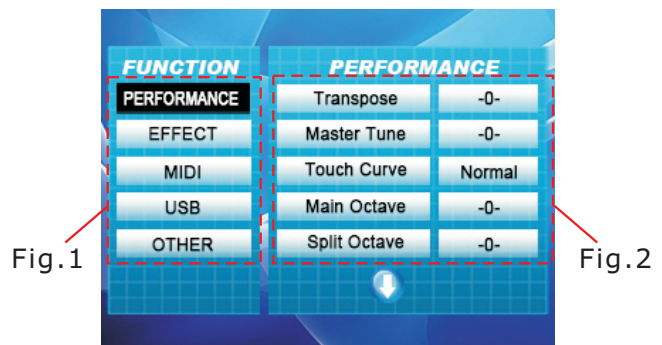 FUNCTION
PERFORMANCE
EFFECT
MIDI
USB
OTHER
PERFORMANCE
Transpose -0-
Master Tune -0-
Touch Curve Normal
Main Octave -0-
Split Octave -0-
Fig.1
Fig.2